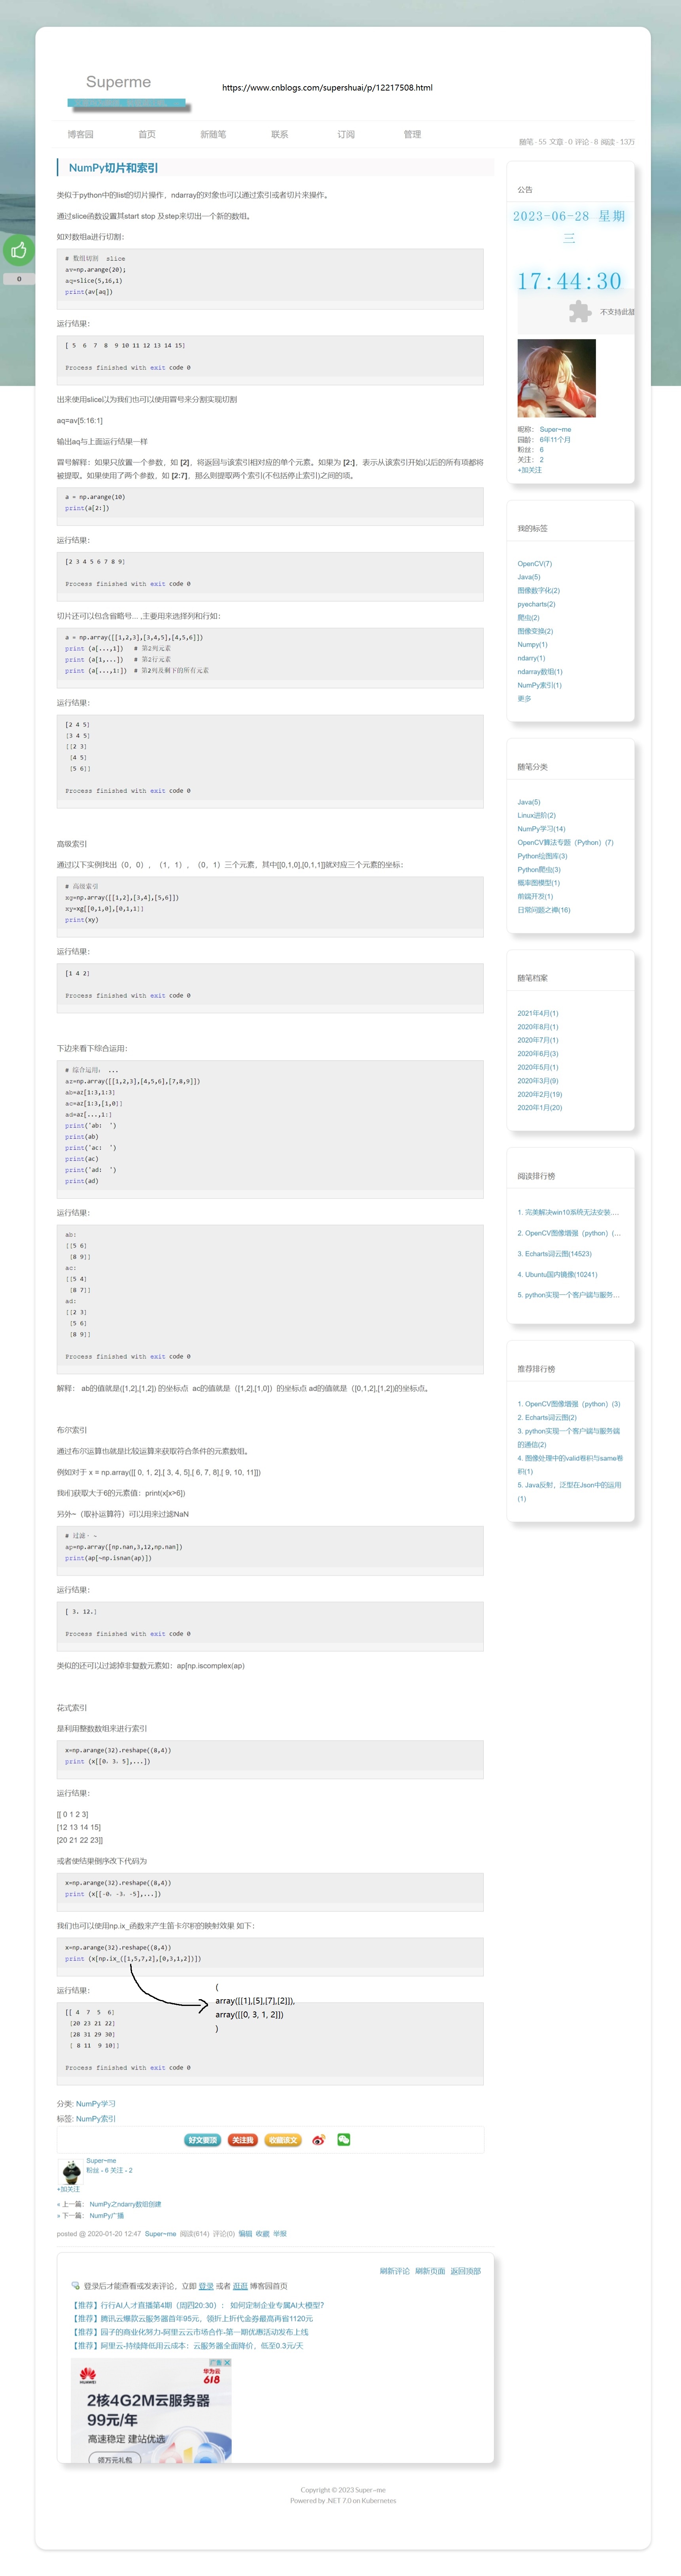 Superme
https://www.cnblogs.com/supershuai/p/12217508.html
博客园 首页 新随笔 联系 订阅 管理
随笔 - 55 文章 - 0 评论 - 8 阅读 - 13万
0
NumPy切片和索引
类似于python中的list的切片操作，ndarray的对象也可以通过索引或者切片来操作。
通过slice函数设置其start stop 及step来切出一个新的数组。
如对数组a进行切割：
# 数组切割 slice
av=np.arange(20);
aq=slice(5,16,1)
print(av[aq])
运行结果：
[ 5 6 7 8 9 10 11 12 13 14 15]
Process finished with exit code 0
出来使用slice以为我们也可以使用冒号来分割实现切割
aq=av[5:16:1]
输出aq与上面运行结果一样
冒号解释：如果只放置一个参数，如 [2]，将返回与该索引相对应的单个元素。如果为 [2:]，表示从该索引开始以后的所有项都将
被提取。如果使用了两个参数，如 [2:7]，那么则提取两个索引(不包括停止索引)之间的项。
a = np.arange(10)
print(a[2:])
运行结果：
[2 3 4 5 6 7 8 9]
Process finished with exit code 0
切片还可以包含省略号... ,主要用来选择列和行如：
a = np.array([[1,2,3],[3,4,5],[4,5,6]])
print (a[...,1]) # 第2列元素
print (a[1,...]) # 第2行元素
print (a[...,1:]) # 第2列及剩下的所有元素
运行结果：
[2 4 5]
[3 4 5]
[[2 3]
[4 5]
[5 6]]
Process finished with exit code 0
高级索引
通过以下实例找出（0，0），（1，1），（0，1）三个元素，其中[[0,1,0],[0,1,1]]就对应三个元素的坐标：
# 高级索引
xg=np.array([[1,2],[3,4],[5,6]])
xy=xg[[0,1,0],[0,1,1]]
print(xy)
运行结果：
[1 4 2]
Process finished with exit code 0
下边来看下综合运用：
# 综合运用: ...
az=np.array([[1,2,3],[4,5,6],[7,8,9]])
ab=az[1:3,1:3]
ac=az[1:3,[1,0]]
ad=az[...,1:]
print('ab: ')
print(ab)
print('ac: ')
print(ac)
print('ad: ')
print(ad)
运行结果：
ab:
[[5 6]
[8 9]]
ac:
[[5 4]
[8 7]]
ad:
[[2 3]
[5 6]
[8 9]]
Process finished with exit code 0
解释： ab的值就是([1,2],[1,2]) 的坐标点 ac的值就是（[1,2],[1,0]）的坐标点 ad的值就是（[0,1,2],[1,2])的坐标点。
布尔索引
通过布尔运算也就是比较运算来获取符合条件的元素数组。
例如对于 x = np.array([[ 0, 1, 2],[ 3, 4, 5],[ 6, 7, 8],[ 9, 10, 11]])
我们获取大于6的元素值：print(x[x>6])
另外~（取补运算符）可以用来过滤NaN
# 过滤· ~
ap=np.array([np.nan,3,12,np.nan])
print(ap[~np.isnan(ap)])
运行结果：
[ 3. 12.]
Process finished with exit code 0
类似的还可以过滤掉非复数元素如：ap[np.iscomplex(ap)
花式索引
是利用整数数组来进行索引
x=np.arange(32).reshape((8,4))
print (x[[0，3，5],...])
运行结果：
[[ 0 1 2 3]
[12 13 14 15]
[20 21 22 23]]
或者使结果倒序改下代码为
x=np.arange(32).reshape((8,4))
print (x[[-0，-3，-5],...])
我们也可以使用np.ix_函数来产生笛卡尔积的映射效果 如下：
x=np.arange(32).reshape((8,4))
print (x[np.ix_([1,5,7,2],[0,3,1,2])])
运行结果：
(
array([[1],[5],[7],[2]]),
array([[0, 3, 1, 2]])
)
[[ 4 7 5 6]
[20 23 21 22]
[28 31 29 30]
[ 8 11 9 10]]
Process finished with exit code 0
分类: NumPy学习
标签: NumPy索引
好文要顶 关注我 收藏该文
Super~me
粉丝 - 6 关注 - 2
+加关注
« 上一篇： NumPy之ndarry数组创建
» 下一篇： NumPy广播
posted @ 2020-01-20 12:47 Super~me 阅读(614) 评论(0) 编辑 收藏 举报
刷新评论 刷新页面 返回顶部
登录后才能查看或发表评论，立即 登录 或者 逛逛 博客园首页
【推荐】行行AI人才直播第4期（周四20:30）：如何定制企业专属AI大模型？
【推荐】腾讯云爆款云服务器首年95元，领折上折代金券最高再省1120元
【推荐】园子的商业化努力-阿里云云市场合作-第一期优惠活动发布上线
【推荐】阿里云-持续降低用云成本：云服务器全面降价，低至0.3元/天
广告
HUAWEI
华为云
618
2核4G2M云服务器
99元/年
高速稳定 建站优选
领万元礼包
公告
2023-06-28 星期
三
17:44:30
昵称： Super~me
园龄： 6年11个月
粉丝： 6
关注： 2
+加关注
我的标签
OpenCV(7)
Java(5)
图像数字化(2)
pyecharts(2)
爬虫(2)
图像变换(2)
Numpy(1)
ndarry(1)
ndarray数组(1)
NumPy索引(1)
更多
随笔分类
Java(5)
Linux进阶(2)
NumPy学习(14)
OpenCV算法专题（Python）(7)
Python绘图库(3)
Python爬虫(3)
概率图模型(1)
前端开发(1)
日常问题之搏(16)
随笔档案
2021年4月(1)
2020年8月(1)
2020年7月(1)
2020年6月(3)
2020年5月(1)
2020年3月(9)
2020年2月(19)
2020年1月(20)
阅读排行榜
1. 完美解决win10系统无法安装....
2. OpenCV图像增强（python）(...
3. Echarts词云图(14523)
4. Ubuntu国内镜像(10241)
5. python实现一个客户端与服务...
推荐排行榜
1. OpenCV图像增强（python）(3)
2. Echarts词云图(2)
3. python实现一个客户端与服务端
的通信(2)
4. 图像处理中的valid卷积与same卷
积(1)
5. Java反射，泛型在Json中的运用
(1)
Copyright © 2023 Super~me
Powered by .NET 7.0 on Kubernetes